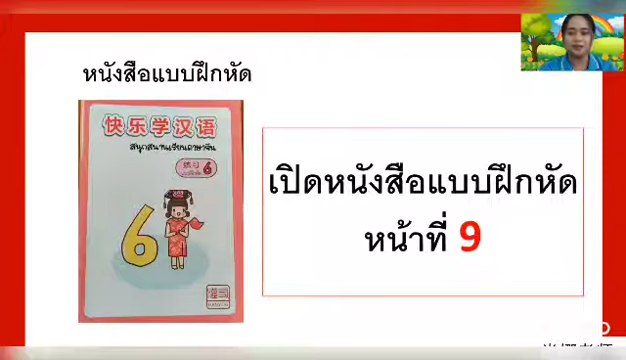 หนังสือแบบฝึกหัด
快乐学汉语
สนุกสนานเรียนภาษาจีน
练习
6
6
เปิดหนังสือแบบฝึกหัด
หน้าที่ 9